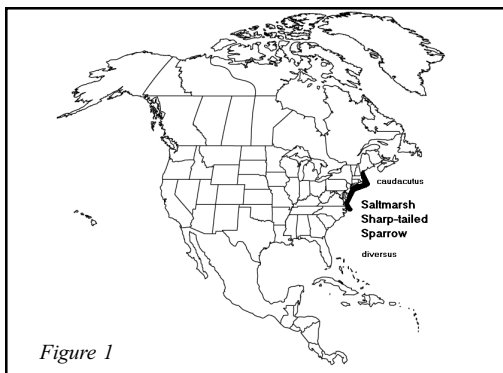 caudacutus
Saltmarsh
Sharp-tailed
Sparrow
diversus
Figure 1